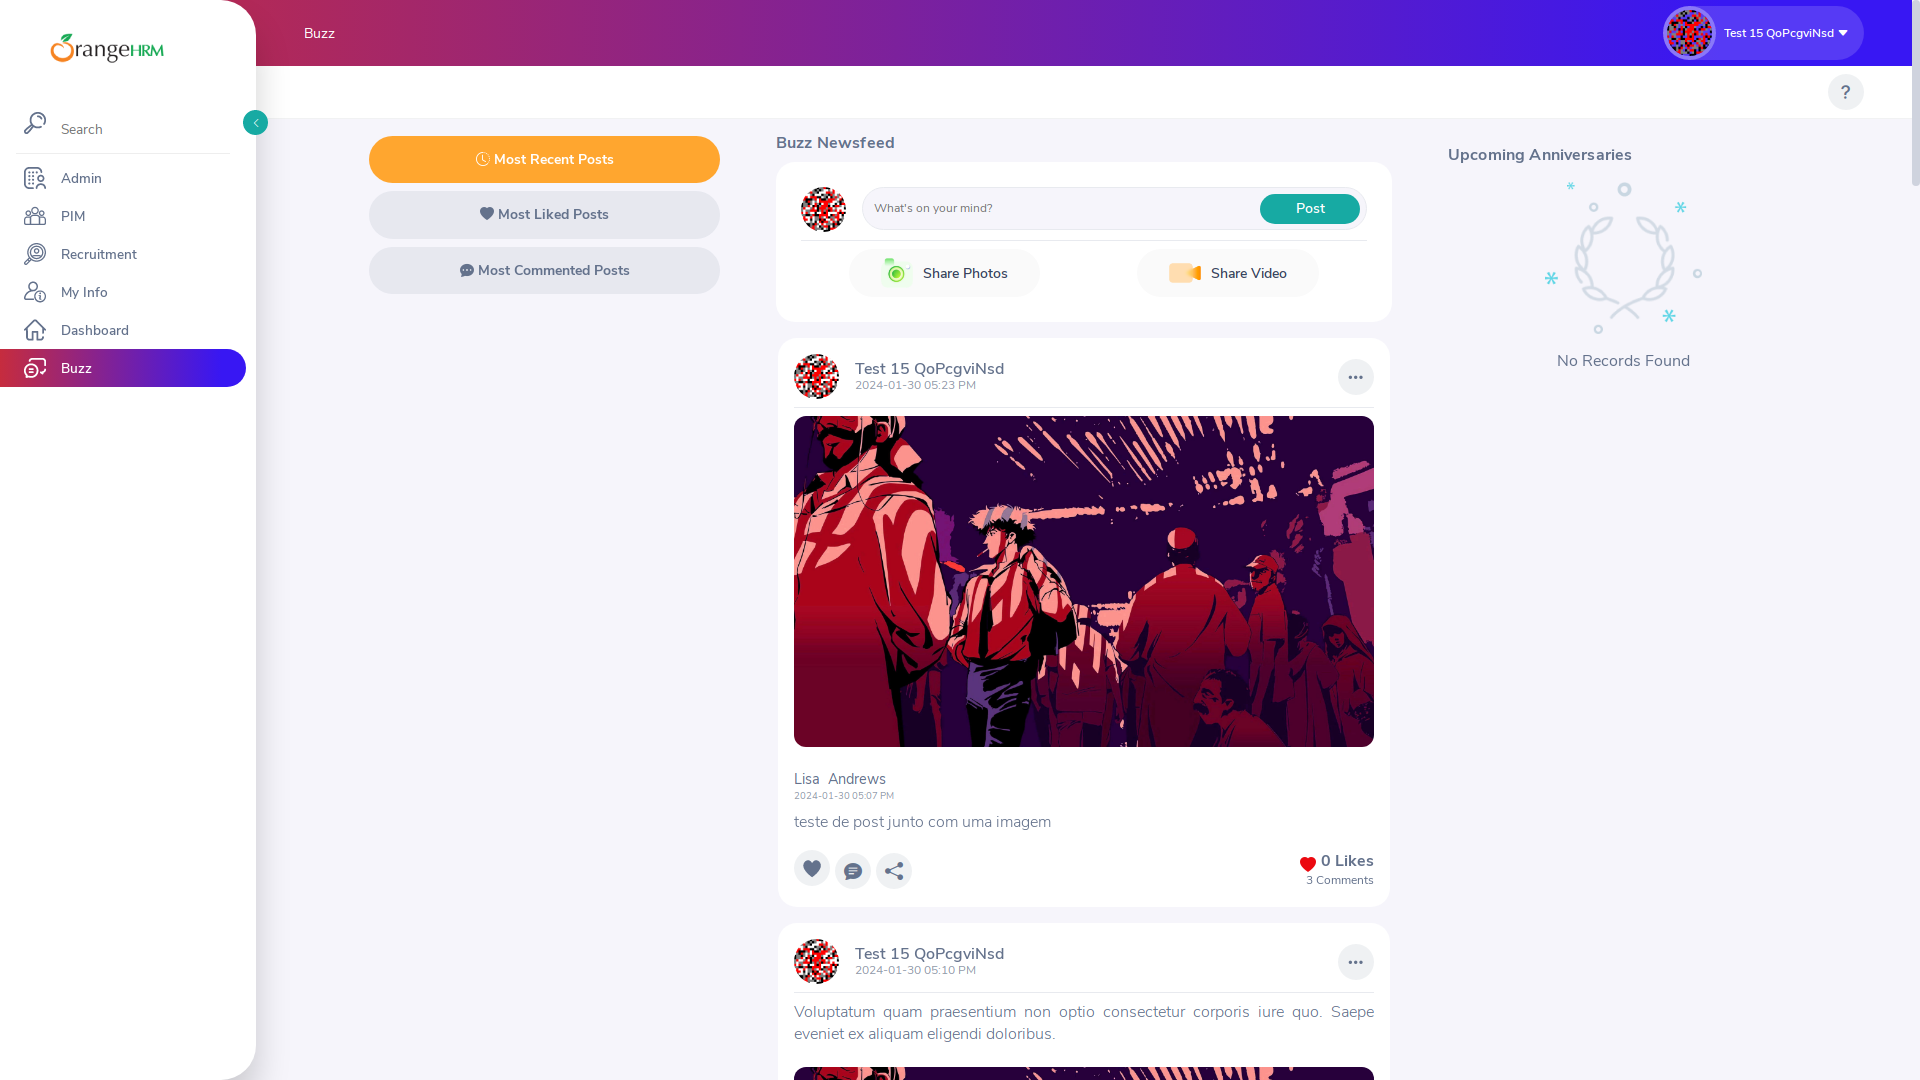 OrangeHRM
Search
Admin
PIM
Recruitment
My Info
Dashboard
Buzz
Buzz
Test 15 QoPcgviNsd
?
Most Recent Posts
Most Liked Posts
Most Commented Posts
Buzz Newsfeed
What's on your mind?
Post
Share Photos
Share Video
Test 15 QoPcgviNsd
2024-01-30 05:23 PM
Lisa Andrews
2024-01-30 05:07 PM
teste de post junto com uma imagem
0 Likes
3 Comments
Test 15 QoPcgviNsd
2024-01-30 05:10 PM
Voluptatum quam praesentium non optio consectetur corporis iure quo. Saepe
eveniet ex aliquam eligendi doloribus.
Upcoming Anniversaries
No Records Found